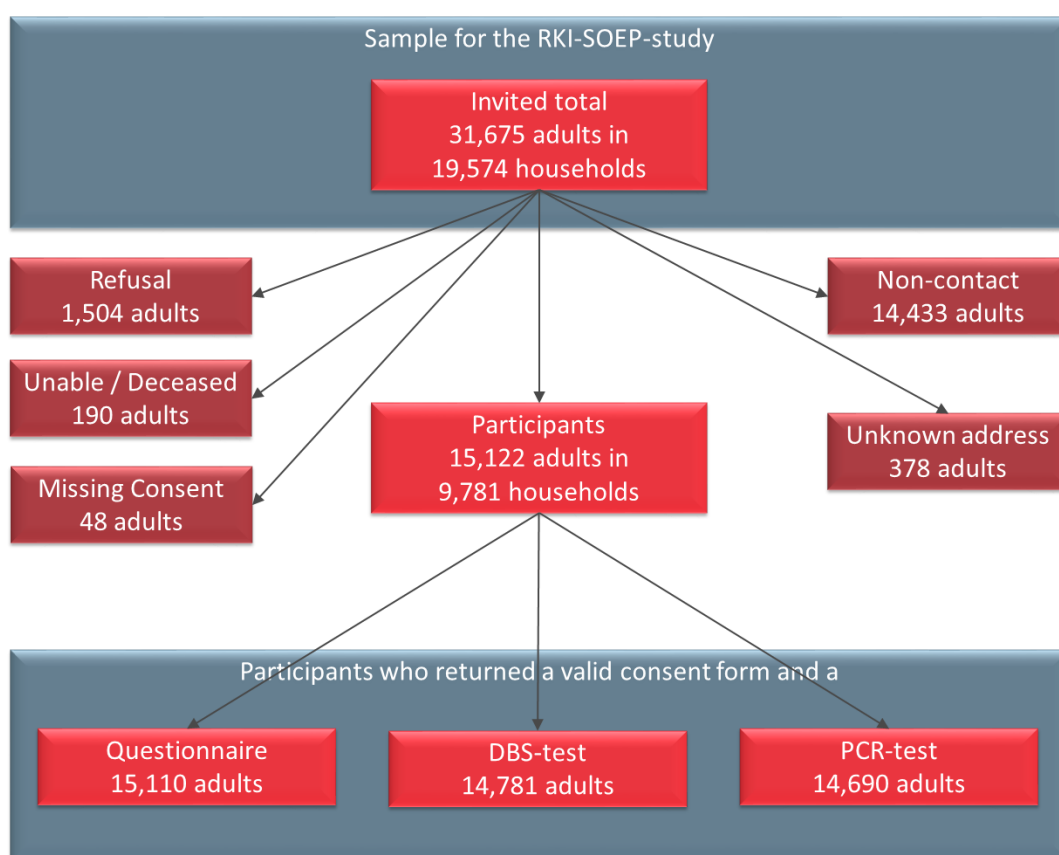 Sample for the RKI-SOEP-study
Invited total
31,675 adults in
19,574 households
Refusal
1,504 adults
Non-contact
14,433 adults
Unable / Deceased
190 adults
Participants
15,122 adults in
9,781 households
Unknown address
378 adults
Missing Consent
48 adults
Participants who returned a valid consent form and a
Questionnaire
15,110 adults
DBS-test
14,781 adults
PCR-test
14,690 adults